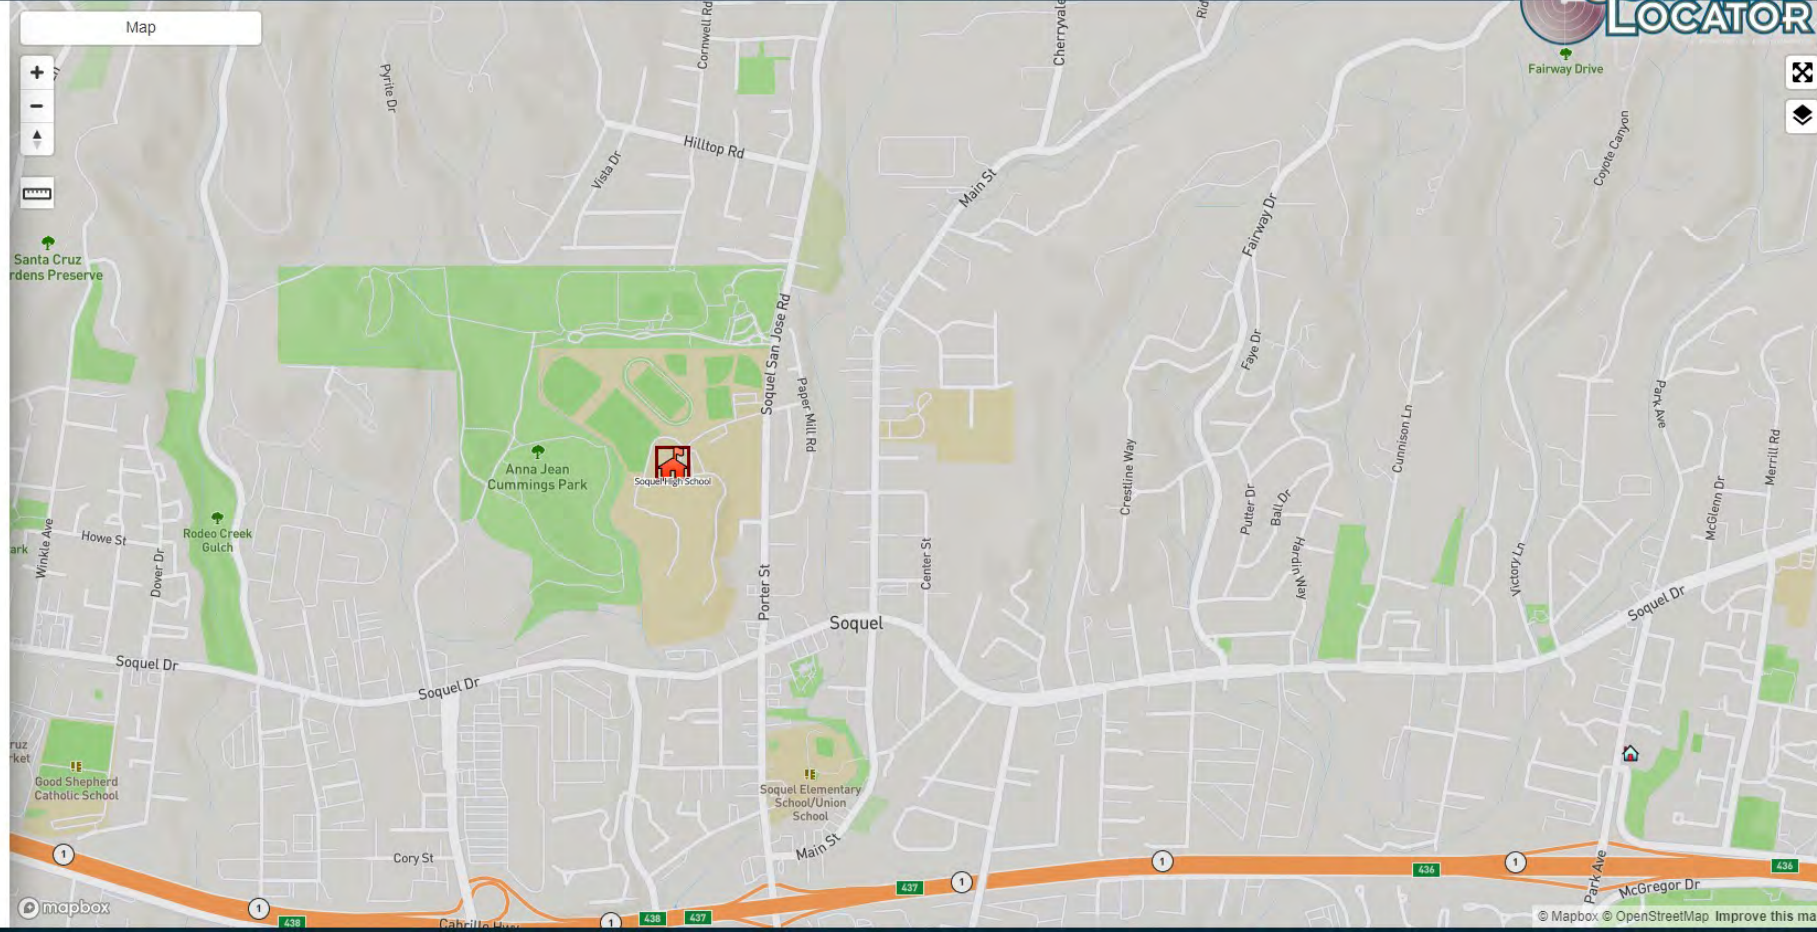 LOCATOR
Map
Cornwell Rd
Cherryvale
Rid
Fairway Drive
Pyrite Dr
Hilltop Rd
Vista Dr
Main St
Coyote Canyon
Fairway Dr
Santa Cruz
rdens Preserve
Soquel San Jose Rd
Faye Dr
Paper Mill Rd
Park Ave
Cunnison Ln
Merrill Rd
Crestline Way
Anna Jean
Cummings Park
Soquel High School
Putter Dr
Ball Dr
McGlenn Dr
Winkle Ave
Howe St
Rodeo Creek
Gulch
ark
Dover Dr
Center St
Hardin Way
Victory Ln
Porter St
Soquel
Soquel Dr
Soquel Dr
Soquel Dr
ruz
rket
Good Shepherd
Catholic School
Soquel Elementary
School/Union
School
Main St
Cory St
1
1
1
1
1
436
436
437
Park Ave
McGregor Dr
mapbox
438
438
437
1
Cabrillo Hwy
© Mapbox © OpenStreetMap Improve this ma